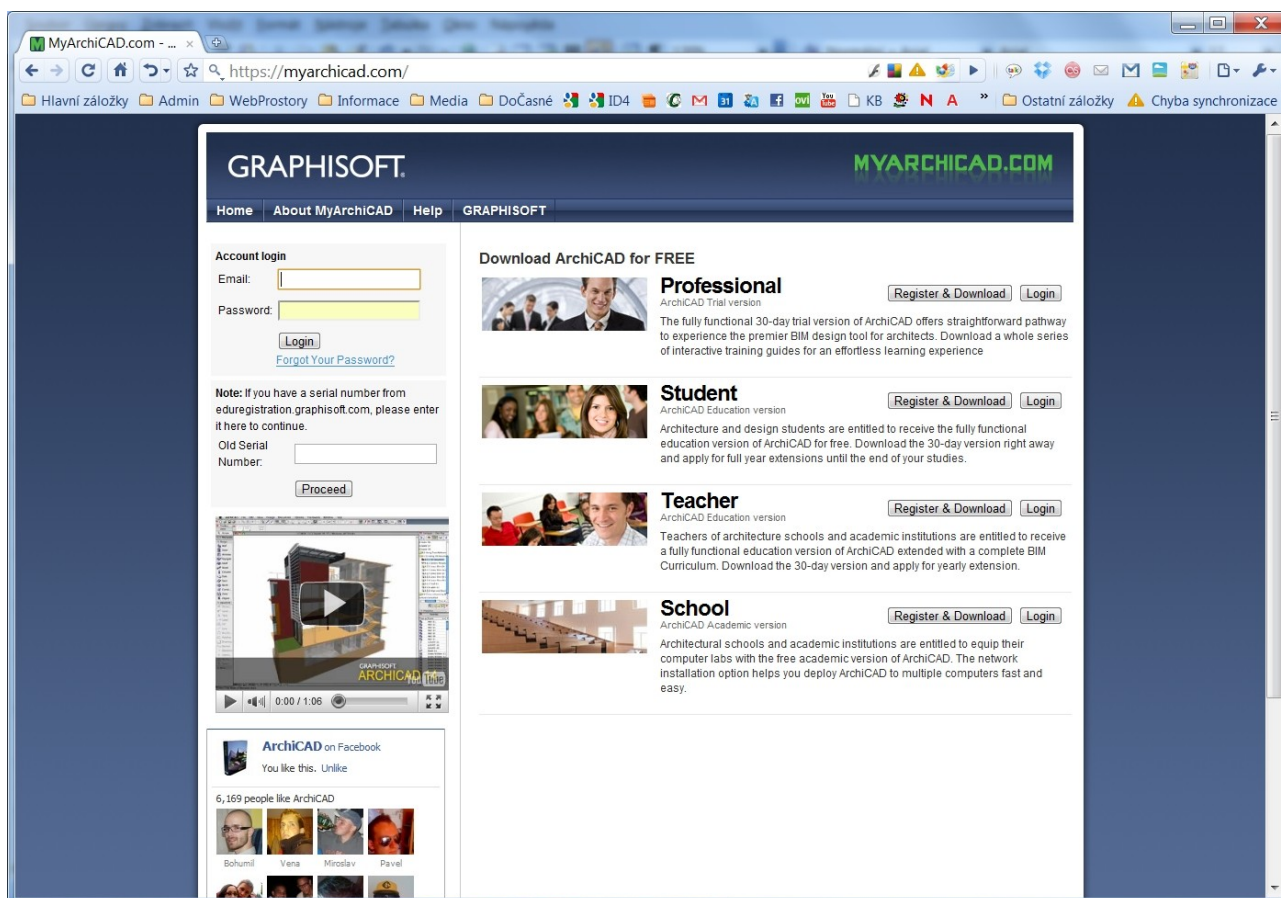 MyArchiCAD.com - ...
https://myarchicad.com/
Hlavní záložky Admin WebProstory Informace Media DoČasné ID4 KB » Ostatní záložky Chyba synchronizace
GRAPHISOFT.
MYARCHICAD.COM
Home About MyArchiCAD Help GRAPHISOFT
Account login
Email:
Password:
Login
Forgot Your Password?
Note: If you have a serial number from
eduregistration.graphisoft.com, please enter
it here to continue.
Old Serial
Number:
Proceed
GRAPHISOFT
ARCHICAD
YouTube
0:00 / 1:06
ArchiCAD on Facebook
You like this. Unlike
6,169 people like ArchiCAD
Bohumil Vena Miroslav Pavel
Download ArchiCAD for FREE
Professional
ArchiCAD Trial version
Register & Download Login
The fully functional 30-day trial version of ArchiCAD offers straightforward pathway
to experience the premier BIM design tool for architects. Download a whole series
of interactive training guides for an effortless learning experience
Student
ArchiCAD Education version
Register & Download Login
Architecture and design students are entitled to receive the fully functional
education version of ArchiCAD for free. Download the 30-day version right away
and apply for full year extensions until the end of your studies.
Teacher
ArchiCAD Education version
Register & Download Login
Teachers of architecture schools and academic institutions are entitled to receive
a fully functional education version of ArchiCAD extended with a complete BIM
Curriculum. Download the 30-day version and apply for yearly extension.
School
ArchiCAD Academic version
Register & Download Login
Architectural schools and academic institutions are entitled to equip their
computer labs with the free academic version of ArchiCAD. The network
installation option helps you deploy ArchiCAD to multiple computers fast and
easy.